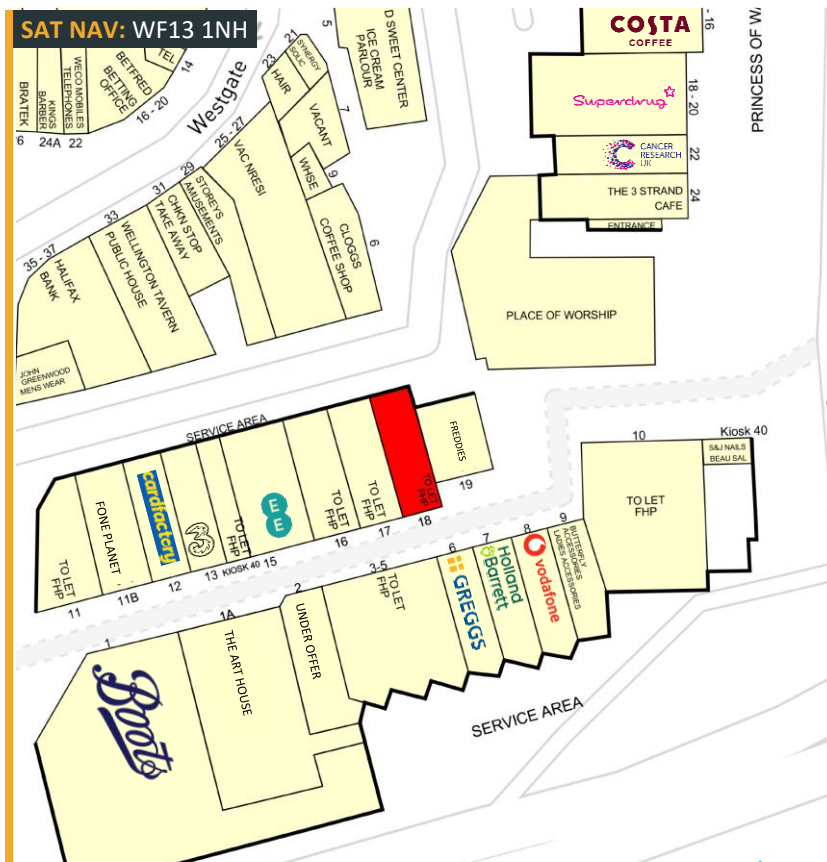 SAT NAV: WF13 1NH
BRATEK
KINGS
BARBER
24A
WECO MOBILES
TELEPHONES
22
BETFRED
BETTING
OFFICE
16 - 20
TEL
14
Westgate
21
SYNERGY
SOLIC
23
HAIR
5
D SWEET CENTER
ICE CREAM
PARLOUR
7
VACANT
25 - 27
VAC NRESI
WHSE
9
CLOGGS
COFFEE SHOP
6
29
STOREYS
AMUSEMENTS
31
CHKN STOP
TAKE AWAY
33
WELLINGTON TAVERN
PUBLIC HOUSE
35 - 37
HALIFAX
BANK
JOHN
GREENWOOD
MENS WEAR
COSTA
COFFEE
- 16
Superdrug
18 - 20
CANCER
RESEARCH
UK
22
THE 3 STRAND
CAFE
24
ENTRANCE
PRINCESS OF WA
PLACE OF WORSHIP
SERVICE AREA
TO LET
FHP
11
FONE PLANET
11B
cardfactory
12
3
13
TO LET
FHP
KIOSK 40
EE
15
TO LET
FHP
16
TO LET
FHP
17
TO LET
FHP
18
FREDDIES
19
10
Kiosk 40
S&J NAILS
BEAU SAL
TO LET
FHP
1
Boots
1A
THE ART HOUSE
2
UNDER OFFER
3-5
TO LET
FHP
6
GREGGS
7
Holland
& Barrett
8
vodafone
9
BUTTERFLY
ACCESSORIES
LADIES ACCESSORIES
SERVICE AREA